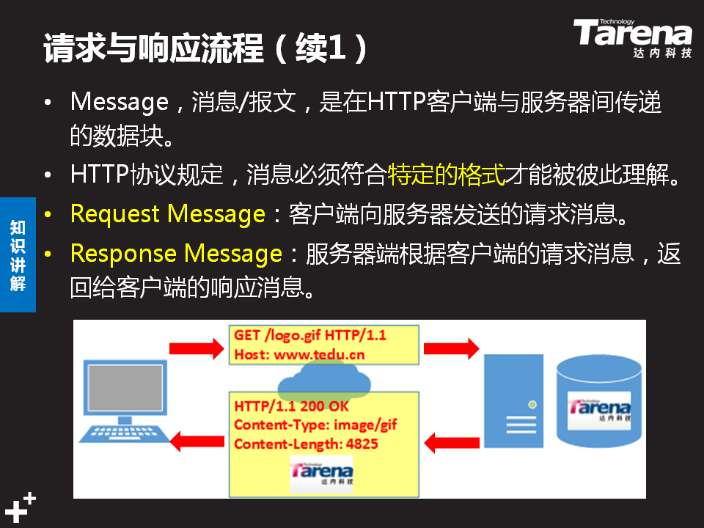 Technology
Tarena
达内科技
请求与响应流程（续1）
• Message，消息/报文，是在HTTP客户端与服务器间传递
的数据块。
• HTTP协议规定，消息必须符合特定的格式才能被彼此理解。
• Request Message：客户端向服务器发送的请求消息。
• Response Message：服务器端根据客户端的请求消息，返
回给客户端的响应消息。
知识讲解
GET /logo.gif HTTP/1.1
Host: www.tedu.cn
HTTP/1.1 200 OK
Content-Type: image/gif
Content-Length: 4825
Technology
Tarena
达内科技
Technology
Tarena
达内科技